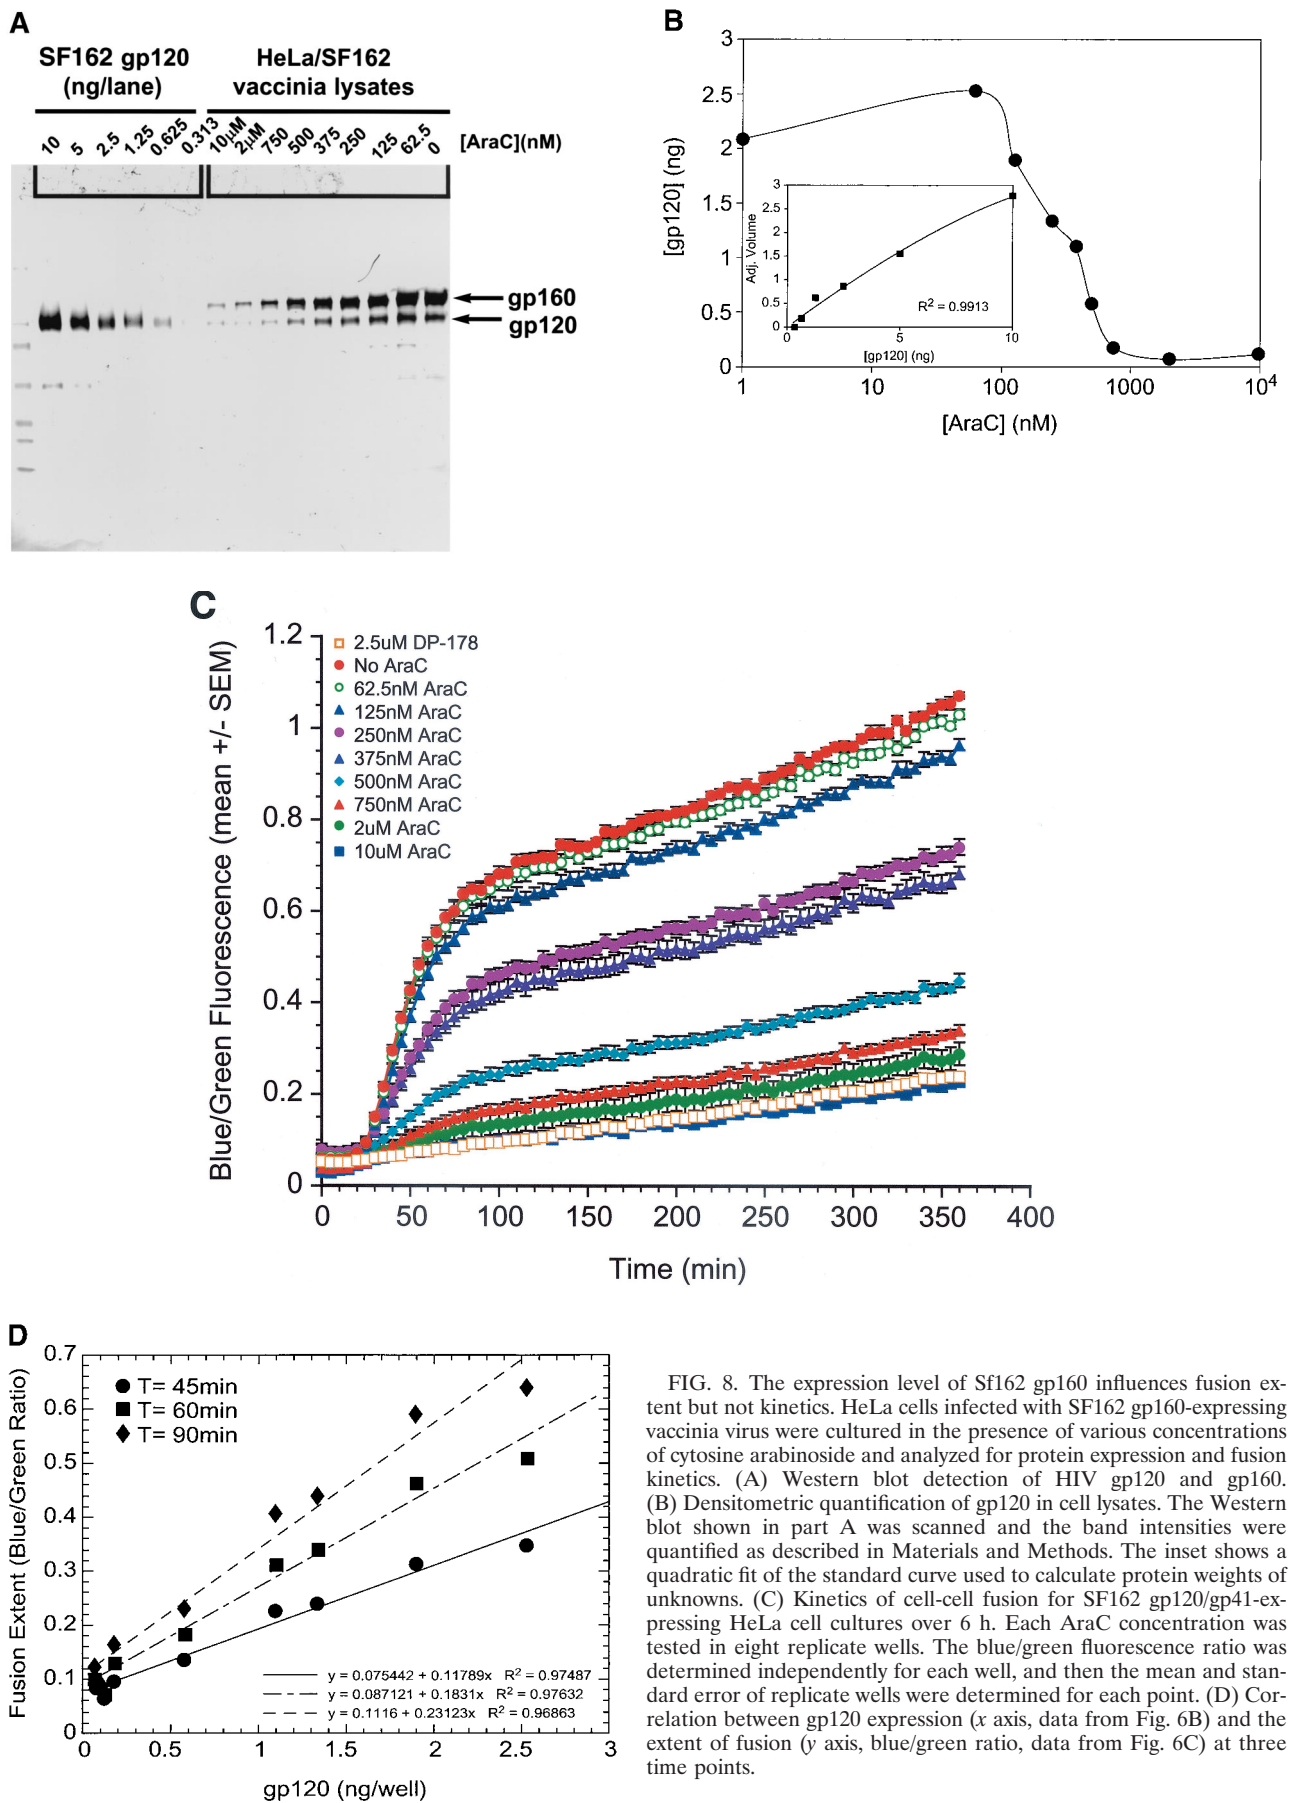 A
SF162 gp120
(ng/lane)
HeLa/SF162
vaccinia lysates
10 5 2.5 1.25 0.625 0.313 10μM 2μM 750 500 375 250 125 62.5 0 [AraC](nM)
gp160
gp120
B
3
2.5
2
1.5
1
0.5
0
[gp120] (ng)
1 10 100 1000 10⁴
[AraC] (nM)
3
2.5
2
1.5
1
0.5
0
Adj. Volume
R² = 0.9913
0 5 10
[gp120] (ng)
C
1.2
1
0.8
0.6
0.4
0.2
0
Blue/Green Fluorescence (mean +/- SEM)
2.5uM DP-178
No AraC
62.5nM AraC
125nM AraC
250nM AraC
375nM AraC
500nM AraC
750nM AraC
2uM AraC
10uM AraC
0 50 100 150 200 250 300 350 400
Time (min)
D
0.7
0.6
0.5
0.4
0.3
0.2
0.1
0
Fusion Extent (Blue/Green Ratio)
T= 45min
T= 60min
T= 90min
y = 0.075442 + 0.11789x R² = 0.97487
y = 0.087121 + 0.1831x R² = 0.97632
y = 0.1116 + 0.23123x R² = 0.96863
0 0.5 1 1.5 2 2.5 3
gp120 (ng/well)
FIG. 8. The expression level of Sf162 gp160 influences fusion ex-
tent but not kinetics. HeLa cells infected with SF162 gp160-expressing
vaccinia virus were cultured in the presence of various concentrations
of cytosine arabinoside and analyzed for protein expression and fusion
kinetics. (A) Western blot detection of HIV gp120 and gp160.
(B) Densitometric quantification of gp120 in cell lysates. The Western
blot shown in part A was scanned and the band intensities were
quantified as described in Materials and Methods. The inset shows a
quadratic fit of the standard curve used to calculate protein weights of
unknowns. (C) Kinetics of cell-cell fusion for SF162 gp120/gp41-ex-
pressing HeLa cell cultures over 6 h. Each AraC concentration was
tested in eight replicate wells. The blue/green fluorescence ratio was
determined independently for each well, and then the mean and stan-
dard error of replicate wells were determined for each point. (D) Cor-
relation between gp120 expression (x axis, data from Fig. 6B) and the
extent of fusion (y axis, blue/green ratio, data from Fig. 6C) at three
time points.